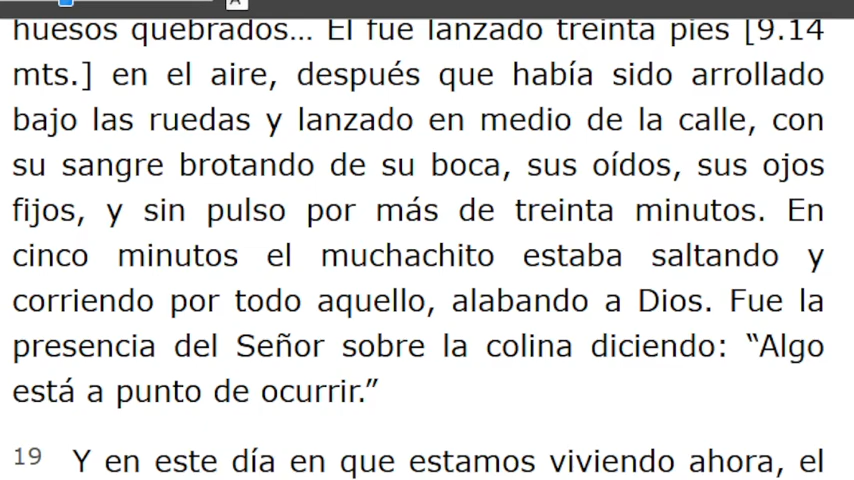 huesos quebrados... El fue lanzado treinta pies [9.14
mts.] en el aire, después que había sido arrollado
bajo las ruedas y lanzado en medio de la calle, con
su sangre brotando de su boca, sus oídos, sus ojos
fijos, y sin pulso por más de treinta minutos. En
cinco minutos el muchachito estaba saltando y
corriendo por todo aquello, alabando a Dios. Fue la
presencia del Señor sobre la colina diciendo: “Algo
está a punto de ocurrir.”
19 Y en este día en que estamos viviendo ahora, el